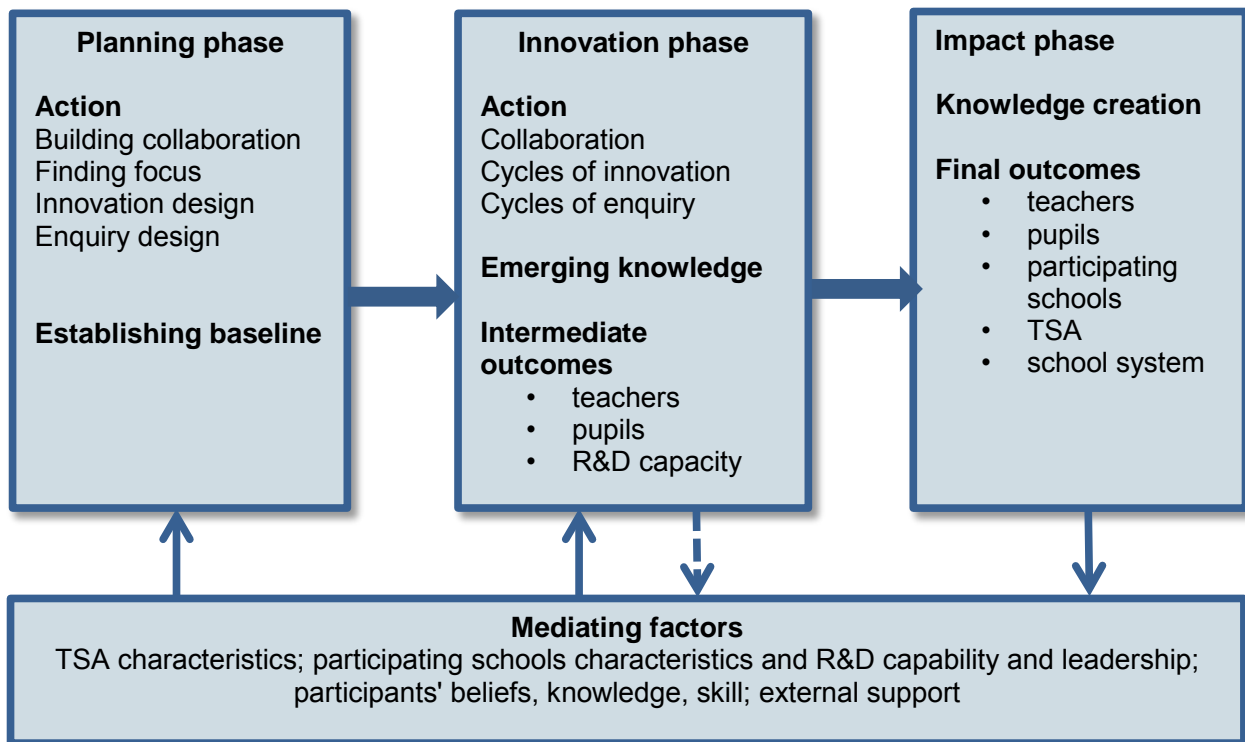 Planning phase
Action
Building collaboration
Finding focus
Innovation design
Enquiry design
Establishing baseline
Innovation phase
Action
Collaboration
Cycles of innovation
Cycles of enquiry
Emerging knowledge
Intermediate
outcomes
• teachers
• pupils
• R&D capacity
Impact phase
Knowledge creation
Final outcomes
• teachers
• pupils
• participating
schools
• TSA
• school system
Mediating factors
TSA characteristics; participating schools characteristics and R&D capability and leadership;
participants' beliefs, knowledge, skill; external support